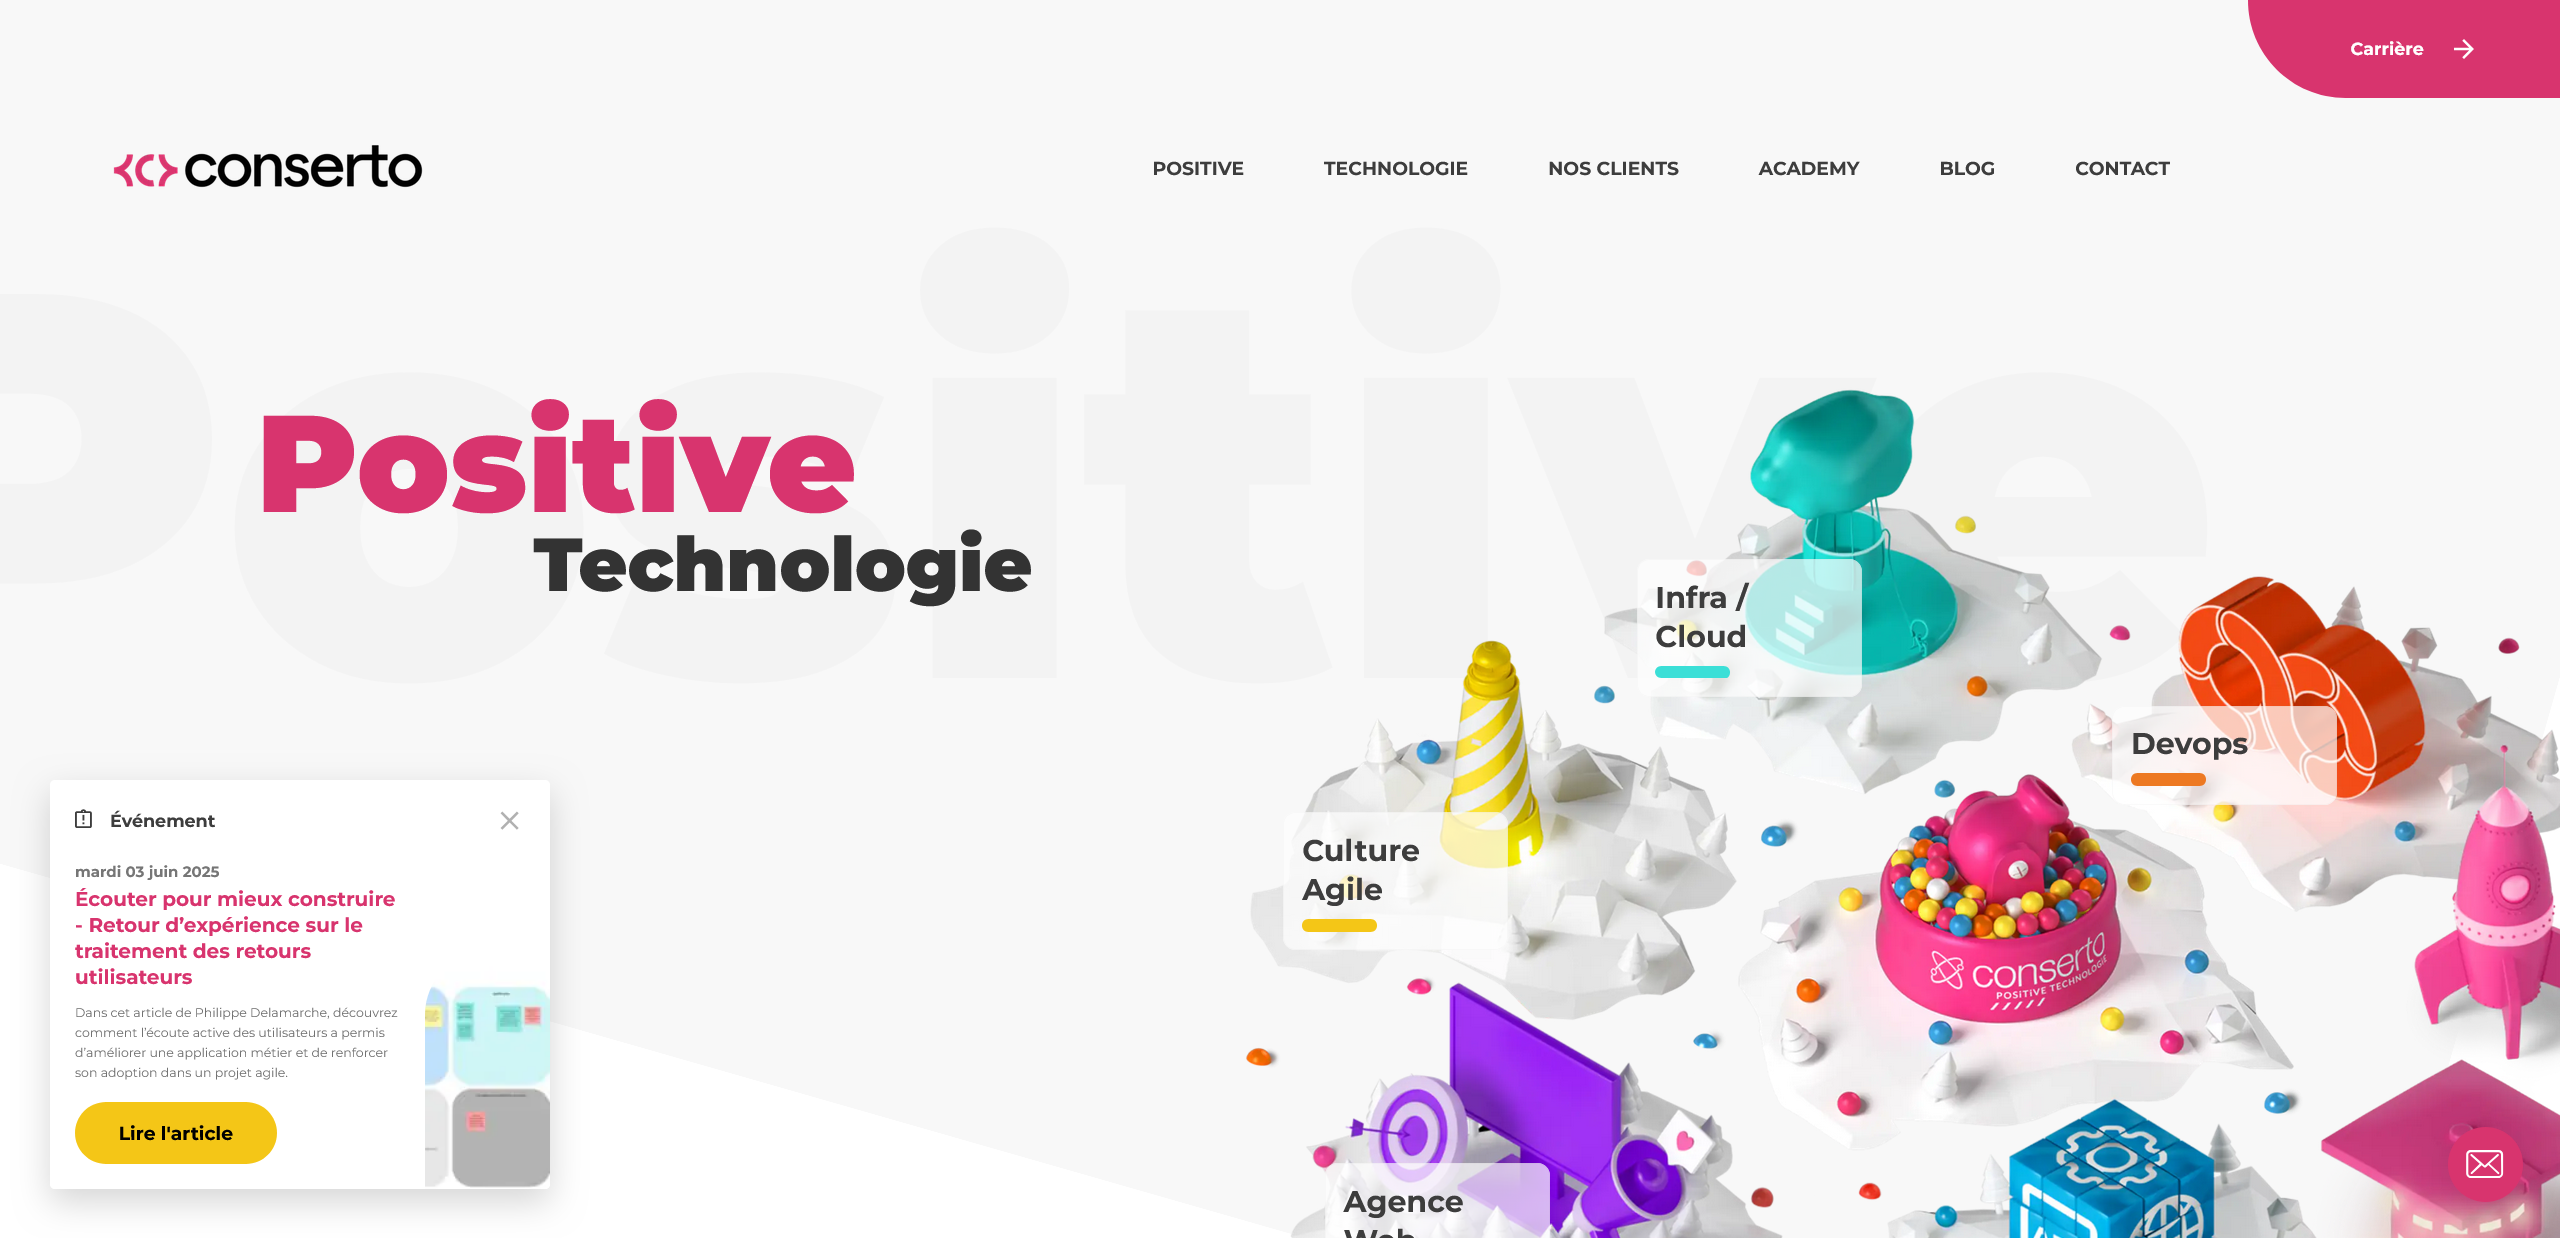 Carrière
conserto
POSITIVE TECHNOLOGIE NOS CLIENTS ACADEMY BLOG CONTACT
Positive
Positive
Technologie
Infra /
Cloud
Devops
Culture
Agile
conserto
POSITIVE TECHNOLOGY
Agence
Web
Événement
mardi 03 juin 2025
Écouter pour mieux construire
- Retour d’expérience sur le
traitement des retours
utilisateurs
Dans cet article de Philippe Delamarche, découvrez
comment l’écoute active des utilisateurs a permis
d’améliorer une application métier et de renforcer
son adoption dans un projet agile.
Lire l'article